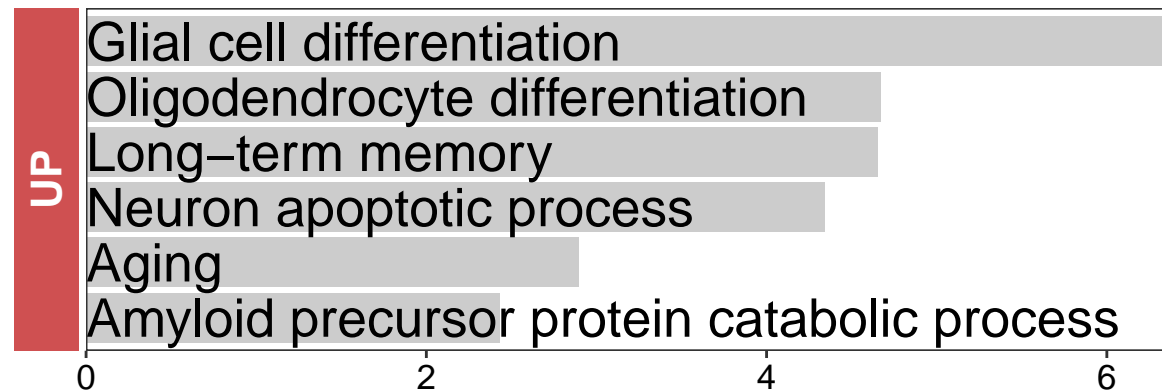 UP
Glial cell differentiation
Oligodendrocyte differentiation
Long–term memory
Neuron apoptotic process
Aging
Amyloid precursor protein catabolic process
0 2 4 6